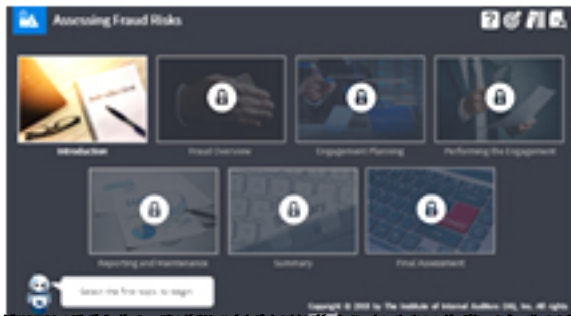 Assessing Fraud Risks
Introduction
Fraud Overview
Engagement Planning
Performing the Engagement
Reporting and Maintenance
Summary
Final Assessment
Select the first topic to begin
Copyright © 2018 by The Institute of Internal Auditors Inc. All rights